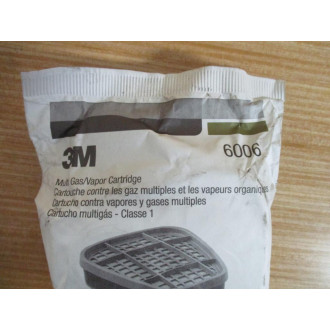 3M
6006
Multi Gas/Vapor Cartridge
Cartouche contre les gaz multiples et les vapeurs organiques
Cartucho contra vapores y gases multiples
Cartucho multigás - Classe 1